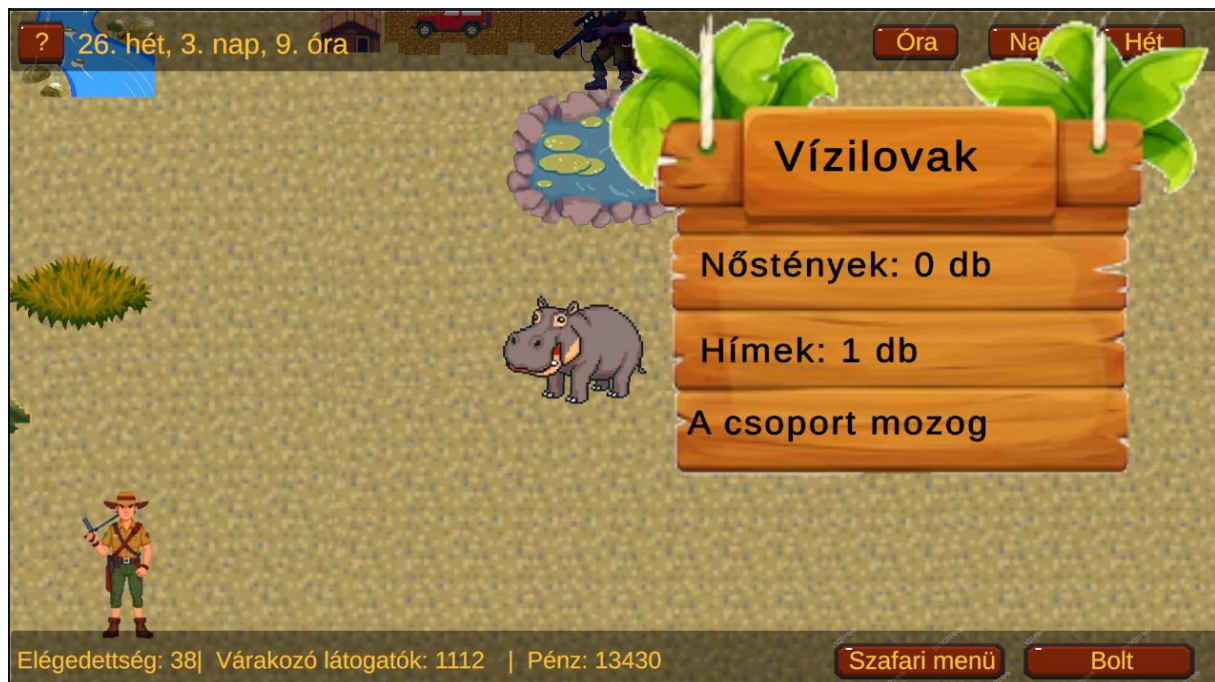 ? 26. hét, 3. nap, 9. óra
Óra Hét
Vízilovak
Nőstények: 0 db
Hímek: 1 db
A csoport mozog
Elégedettség: 38| Várakozó látogatók: 1112 | Pénz: 13430
Szafari menü Bolt